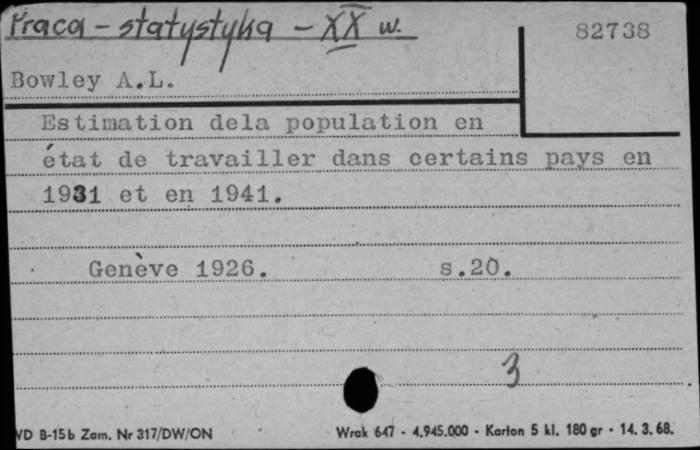 Praca - statystyka - XX w.
82738
Bowley A.L.
Estimation dela population en
état de travailler dans certains pays en
1931 et en 1941.
Genève 1926. s.20.
3
VD B-15b Zam. Nr 317/DW/ON Wrak 647 - 4.945.000 - Karton 5 kl. 180 gr - 14. 3. 68.